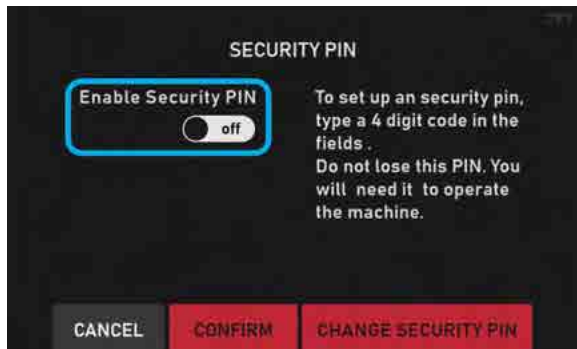 SECURITY PIN
Enable Security PIN
off
To set up an security pin,
type a 4 digit code in the
fields .
Do not lose this PIN. You
will need it to operate
the machine.
CANCEL
CONFIRM
CHANGE SECURITY PIN